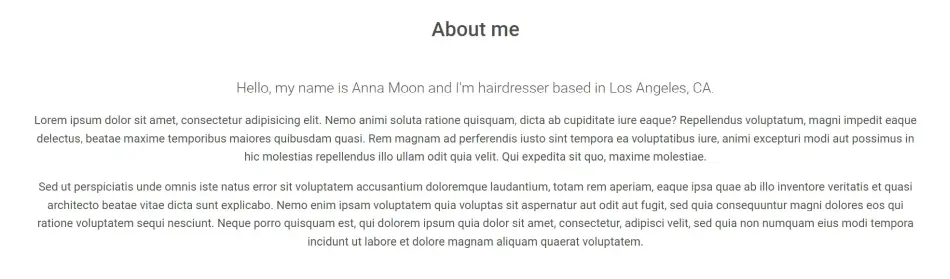 About me
Hello, my name is Anna Moon and I'm hairdresser based in Los Angeles, CA.
Lorem ipsum dolor sit amet, consectetur adipisicing elit. Nemo animi soluta ratione quisquam, dicta ab cupiditate iure eaque? Repellendus voluptatum, magni impedit eaque
delectus, beatae maxime temporibus maiores quibusdam quasi. Rem magnam ad perferendis iusto sint tempora ea voluptatibus iure, animi excepturi modi aut possimus in
hic molestias repellendus illo ullam odit quia velit. Qui expedita sit quo, maxime molestiae.
Sed ut perspiciatis unde omnis iste natus error sit voluptatem accusantium doloremque laudantium, totam rem aperiam, eaque ipsa quae ab illo inventore veritatis et quasi
architecto beatae vitae dicta sunt explicabo. Nemo enim ipsam voluptatem quia voluptas sit aspernatur aut odit aut fugit, sed quia consequuntur magni dolores eos qui
ratione voluptatem sequi nesciunt. Neque porro quisquam est, qui dolorem ipsum quia dolor sit amet, consectetur, adipisci velit, sed quia non numquam eius modi tempora
incidunt ut labore et dolore magnam aliquam quaerat voluptatem.